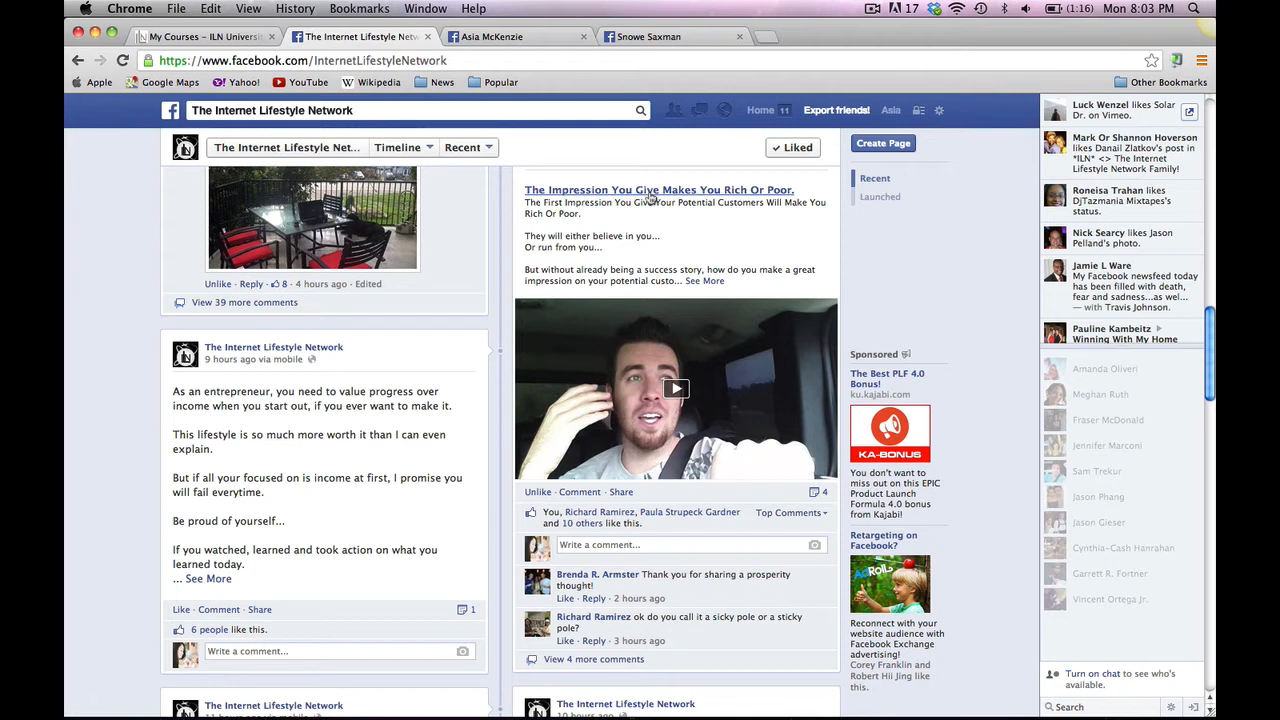 Chrome File Edit View History Bookmarks Window Help
17 (1:16) Mon 8:03 PM
My Courses – ILN Universit
The Internet Lifestyle Netw
Asia McKenzie
Snowe Saxman
https://www.facebook.com/InternetLifestyleNetwork
Apple Google Maps Yahoo! YouTube Wikipedia News Popular Other Bookmarks
The Internet Lifestyle Network
Home 11 Export friends! Asia
The Internet Lifestyle Net... Timeline Recent Liked
Unlike · Reply · 8 · 4 hours ago · Edited
View 39 more comments
The Internet Lifestyle Network
9 hours ago via mobile
As an entrepreneur, you need to value progress over
income when you start out, if you ever want to make it.
This lifestyle is so much more worth it than I can even
explain.
But if all your focused on is income at first, I promise you
will fail everytime.
Be proud of yourself...
If you watched, learned and took action on what you
learned today.
... See More
Like · Comment · Share 1
6 people like this.
Write a comment...
The Internet Lifestyle Network
The Impression You Give Makes You Rich Or Poor.
The First Impression You Give Your Potential Customers Will Make You
Rich Or Poor.
They will either believe in you...
Or run from you...
But without already being a success story, how do you make a great
impression on your potential custo... See More
Unlike · Comment · Share 4
You, Richard Ramirez, Paula Strupeck Gardner
and 10 others like this.
Top Comments
Write a comment...
Brenda R. Armster Thank you for sharing a prosperity
thought!
Like · Reply · 2 hours ago
Richard Ramirez ok do you call it a sicky pole or a sticky
pole?
Like · Reply · 3 hours ago
View 4 more comments
The Internet Lifestyle Network
10 hours ago
Create Page
Recent
Launched
Sponsored
The Best PLF 4.0
Bonus!
ku.kajabi.com
KA-BONUS
You don't want to
miss out on this EPIC
Product Launch
Formula 4.0 bonus
from Kajabi!
Retargeting on
Facebook?
AdRoll
Reconnect with your
website audience with
Facebook Exchange
advertising!
Corey Franklin and
Robert Hii Jing like
this.
Luck Wenzel likes Solar
Dr. on Vimeo.
Mark Or Shannon Hoverson
likes Danail Zlatkov's post in
*ILN* <> The Internet
Lifestyle Network Family!
Roneisa Trahan likes
DjTazmania Mixtapes's
status.
Nick Searcy likes Jason
Pelland's photo.
Jamie L Ware
My Facebook newsfeed today
has been filled with death,
fear and sadness...as wel...
— with Travis Johnson.
Pauline Kambeitz
Winning With My Home
Amanda Oliveri
Meghan Ruth
Fraser McDonald
Jennifer Marconi
Sam Trekur
Jason Phang
Jason Gieser
Cynthia-Cash Hanrahan
Garrett R. Fortner
Vincent Ortega Jr.
Turn on chat to see who's
available.
Search